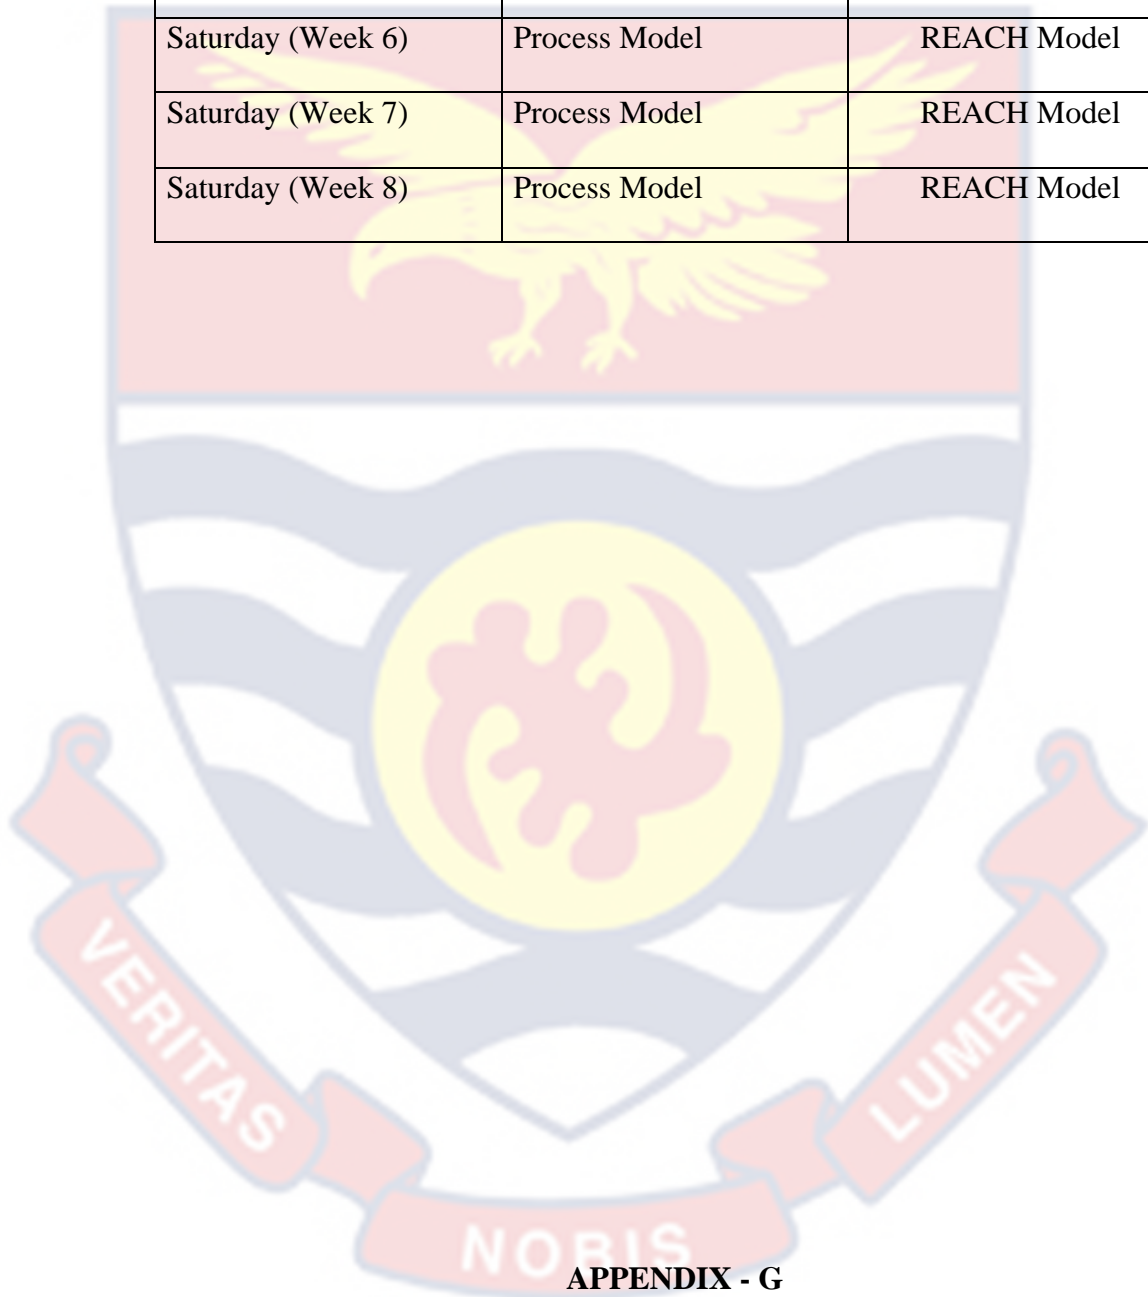 Saturday (Week 6) Process Model REACH Model
Saturday (Week 7) Process Model REACH Model
Saturday (Week 8) Process Model REACH Model
VERITAS
NOBIS
LUMEN
APPENDIX - G